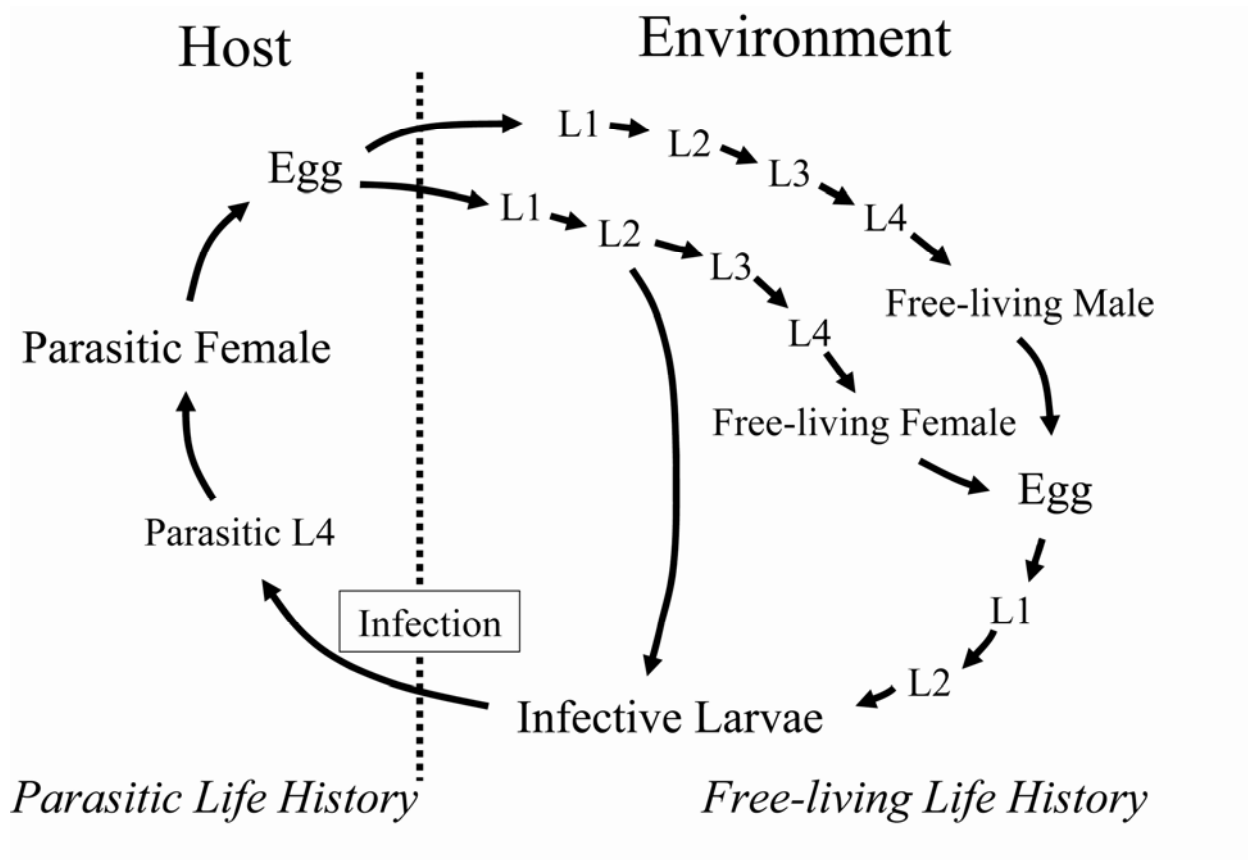 Host
Environment
Egg
L1
L2
L3
L4
Free-living Male
L1
L2
L3
L4
Free-living Female
Egg
L1
L2
Infective Larvae
Infection
Parasitic L4
Parasitic Female
Parasitic Life History
Free-living Life History